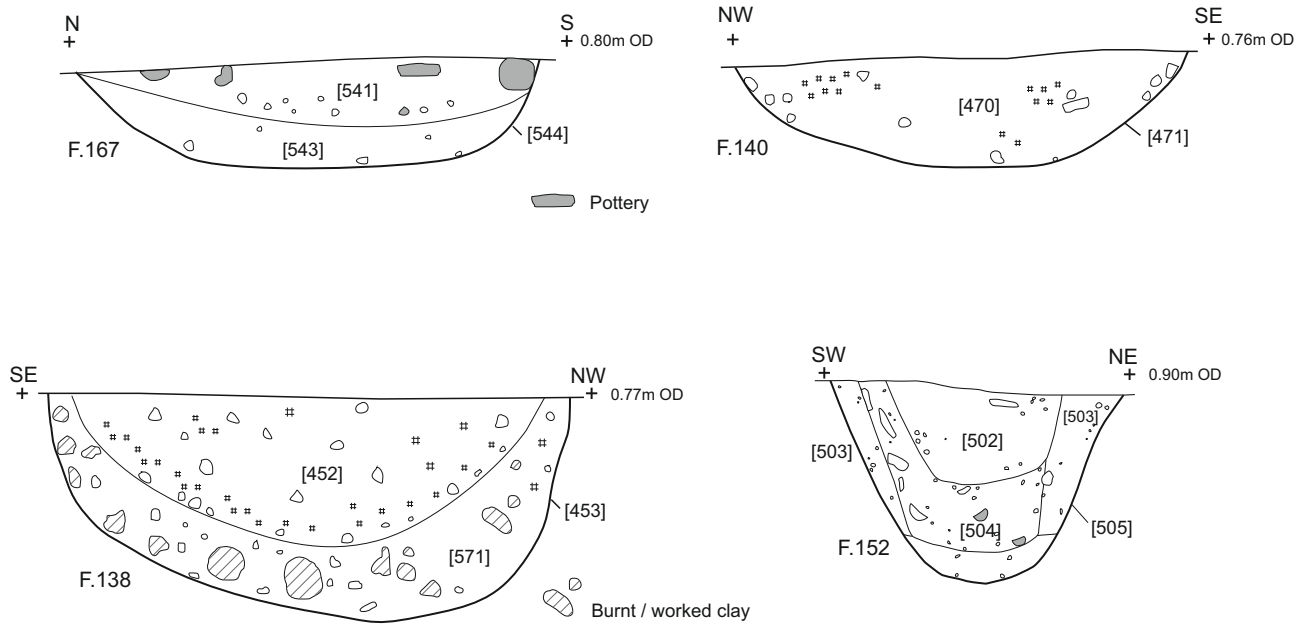 N
S
0.80m OD
[541]
[543]
[544]
F.167
Pottery
NW
SE
0.76m OD
[470]
[471]
F.140
SE
NW
0.77m OD
[452]
[453]
[571]
F.138
Burnt / worked clay
SW
NE
0.90m OD
[503]
[502]
[503]
[504]
[505]
F.152